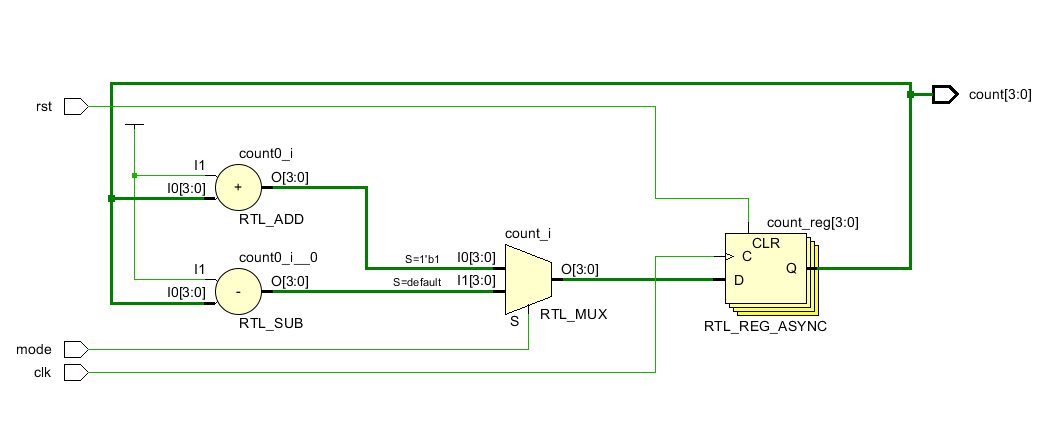 rst
count[3:0]
count0_i
I1
I0[3:0]
+
O[3:0]
RTL_ADD
count_reg[3:0]
CLR
C
D
Q
RTL_REG_ASYNC
count_i
S=1'b1
I0[3:0]
S=default
I1[3:0]
O[3:0]
S
RTL_MUX
count0_i__0
I1
I0[3:0]
-
O[3:0]
RTL_SUB
mode
clk